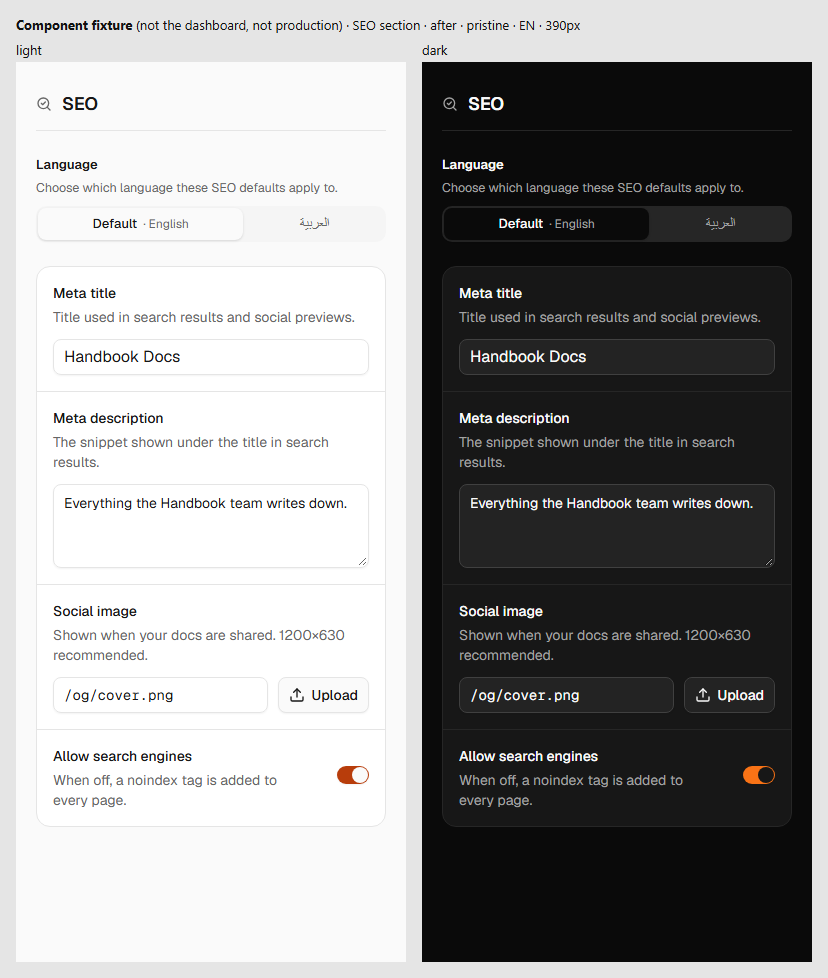 Component fixture (not the dashboard, not production) · SEO section · after · pristine · EN · 390px
light
SEO
Language
Choose which language these SEO defaults apply to.
Default · English
العربية
Meta title
Title used in search results and social previews.
Handbook Docs
Meta description
The snippet shown under the title in search
results.
Everything the Handbook team writes down.
Social image
Shown when your docs are shared. 1200×630
recommended.
/og/cover.png
Upload
Allow search engines
When off, a noindex tag is added to
every page.
dark
SEO
Language
Choose which language these SEO defaults apply to.
Default · English
العربية
Meta title
Title used in search results and social previews.
Handbook Docs
Meta description
The snippet shown under the title in search
results.
Everything the Handbook team writes down.
Social image
Shown when your docs are shared. 1200×630
recommended.
/og/cover.png
Upload
Allow search engines
When off, a noindex tag is added to
every page.